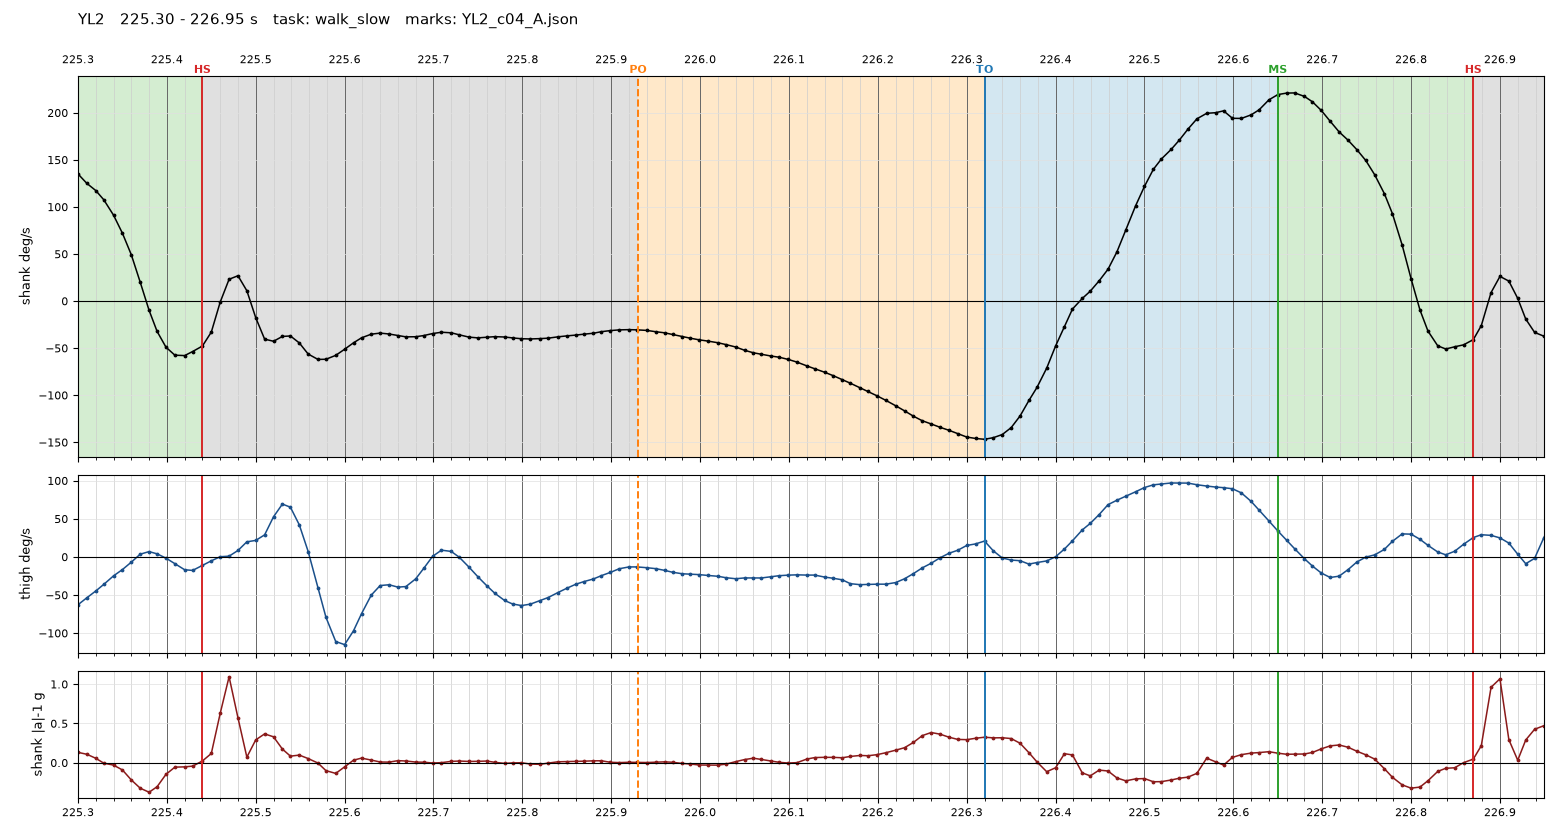 YL2   225.30 - 226.95 s   task: walk_slow   marks: YL2_c04_A.json
225.3 225.4 225.5 225.6 225.7 225.8 225.9 226.0 226.1 226.2 226.3 226.4 226.5 226.6 226.7 226.8 226.9
HS PO TO MS HS
shank deg/s
200
150
100
50
0
−50
−100
−150
thigh deg/s
100
50
0
−50
−100
shank |a|-1 g
1.0
0.5
0.0
225.3 225.4 225.5 225.6 225.7 225.8 225.9 226.0 226.1 226.2 226.3 226.4 226.5 226.6 226.7 226.8 226.9